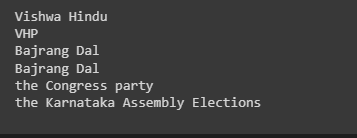 Vishwa Hindu
VHP
Bajrang Dal
Bajrang Dal
the Congress party
the Karnataka Assembly Elections